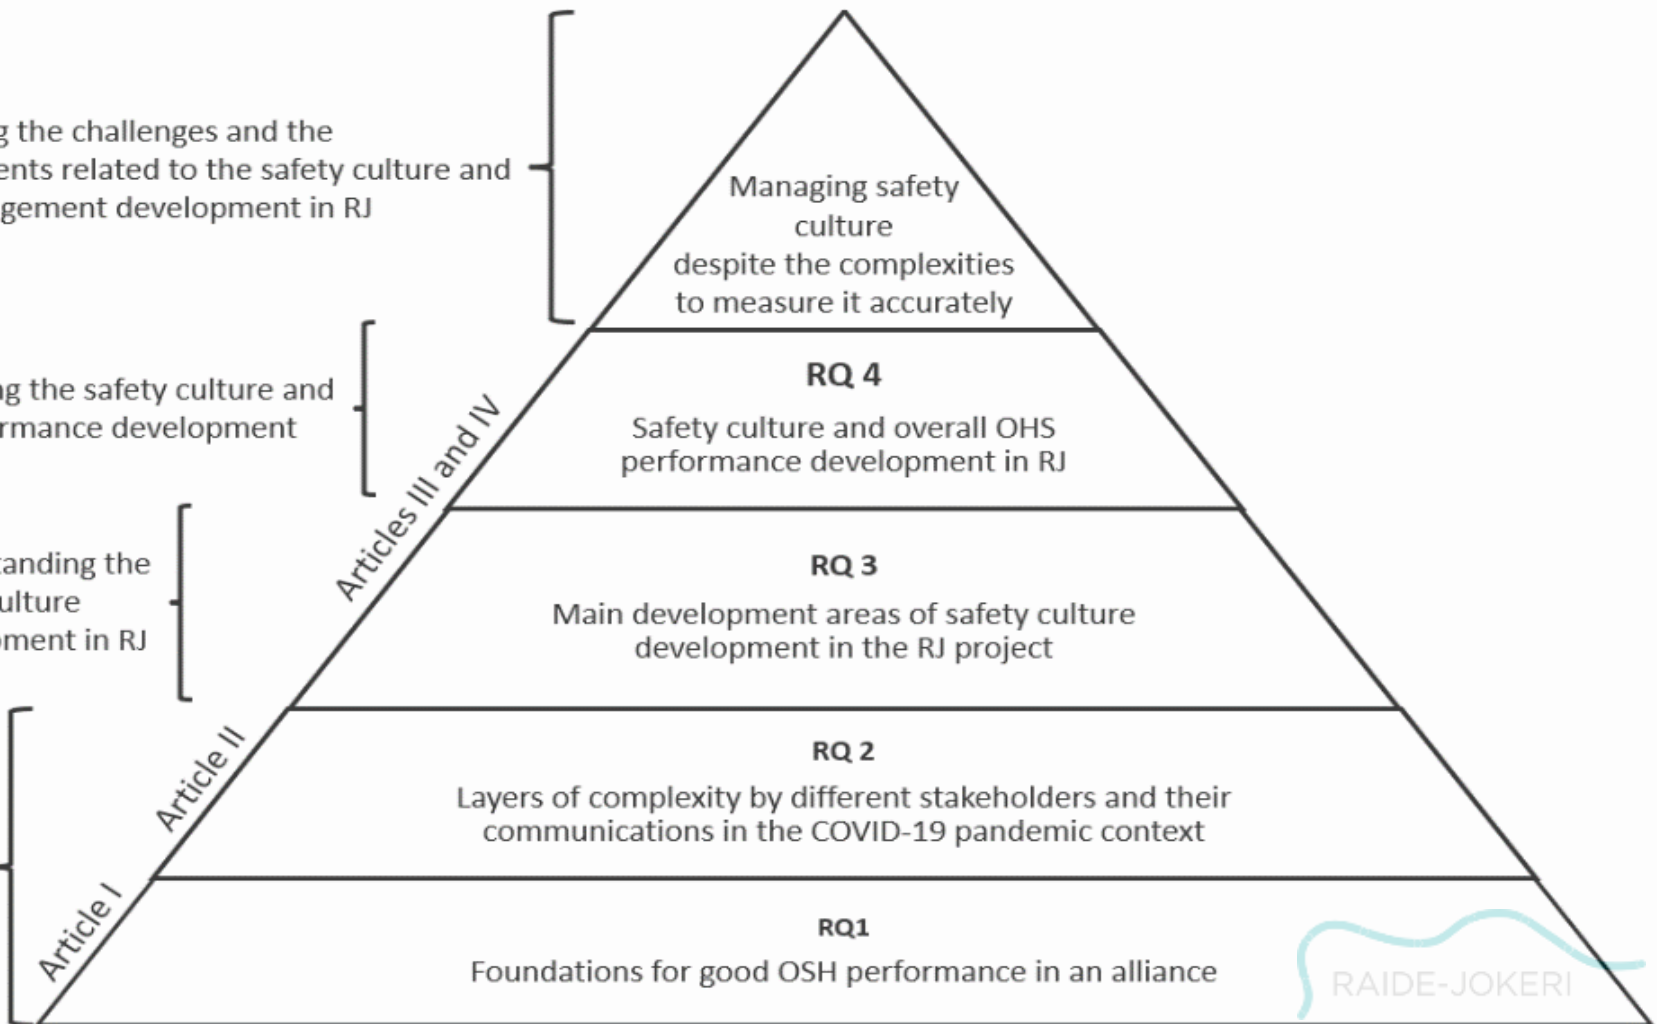 g the challenges and the
ents related to the safety culture and
gement development in RJ
Managing safety
culture
despite the complexities
to measure it accurately
ng the safety culture and
rmance development
Articles III and IV
RQ 4
Safety culture and overall OHS
performance development in RJ
tanding the
ulture
oment in RJ
RQ 3
Main development areas of safety culture
development in the RJ project
Article II
RQ 2
Layers of complexity by different stakeholders and their
communications in the COVID-19 pandemic context
Article I
RQ1
Foundations for good OSH performance in an alliance
RAIDE-JOKERI